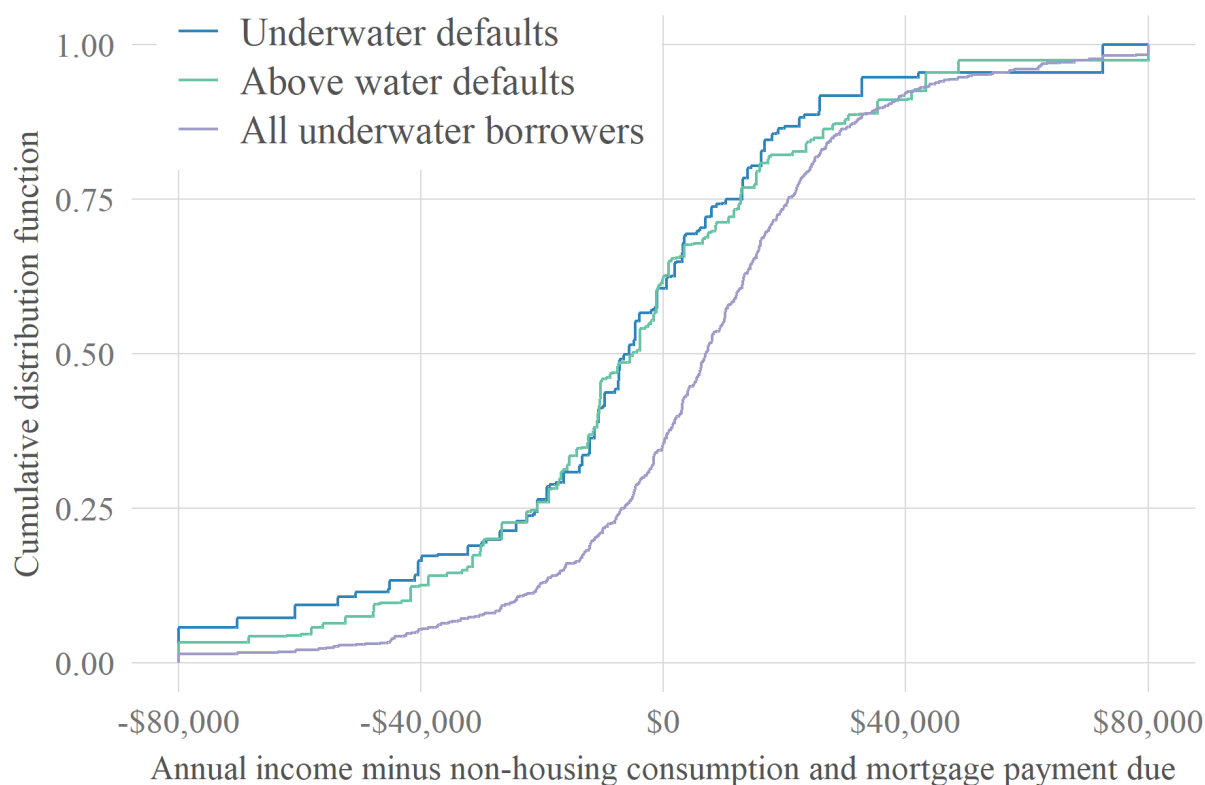 Underwater defaults
Above water defaults
All underwater borrowers
Cumulative distribution function
1.00
0.75
0.50
0.25
0.00
-$80,000 -$40,000 $0 $40,000 $80,000
Annual income minus non-housing consumption and mortgage payment due